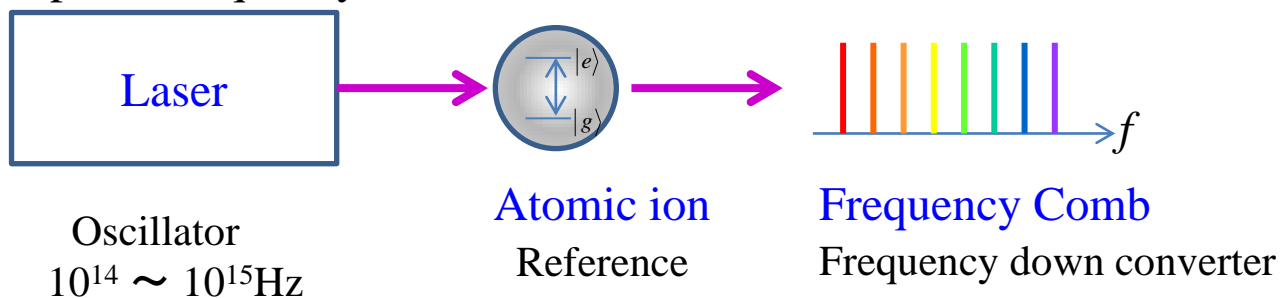 Laser
|e⟩
|g⟩
f
Atomic ion
Frequency Comb
Oscillator
Reference
Frequency down converter
10¹⁴ ～ 10¹⁵Hz